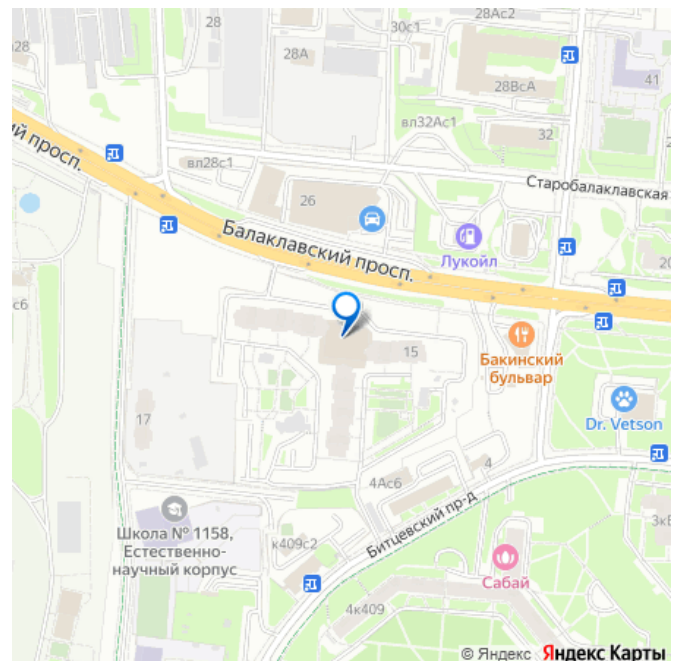 28Ас2
30с1
28
28
28А
28ВсА
41
вл32Ас1
32
вл28с1
Старобалаклавская
й просп.
26
Балаклавский просп.
Лукойл
20
с6
15
Бакинский
бульвар
17
Dr. Vetson
4
4Ас6
Битцевский пр-д
Школа № 1158,
Естественно-
научный корпус
к409с2
Сабай
4к409
© Яндекс Яндекс Карты